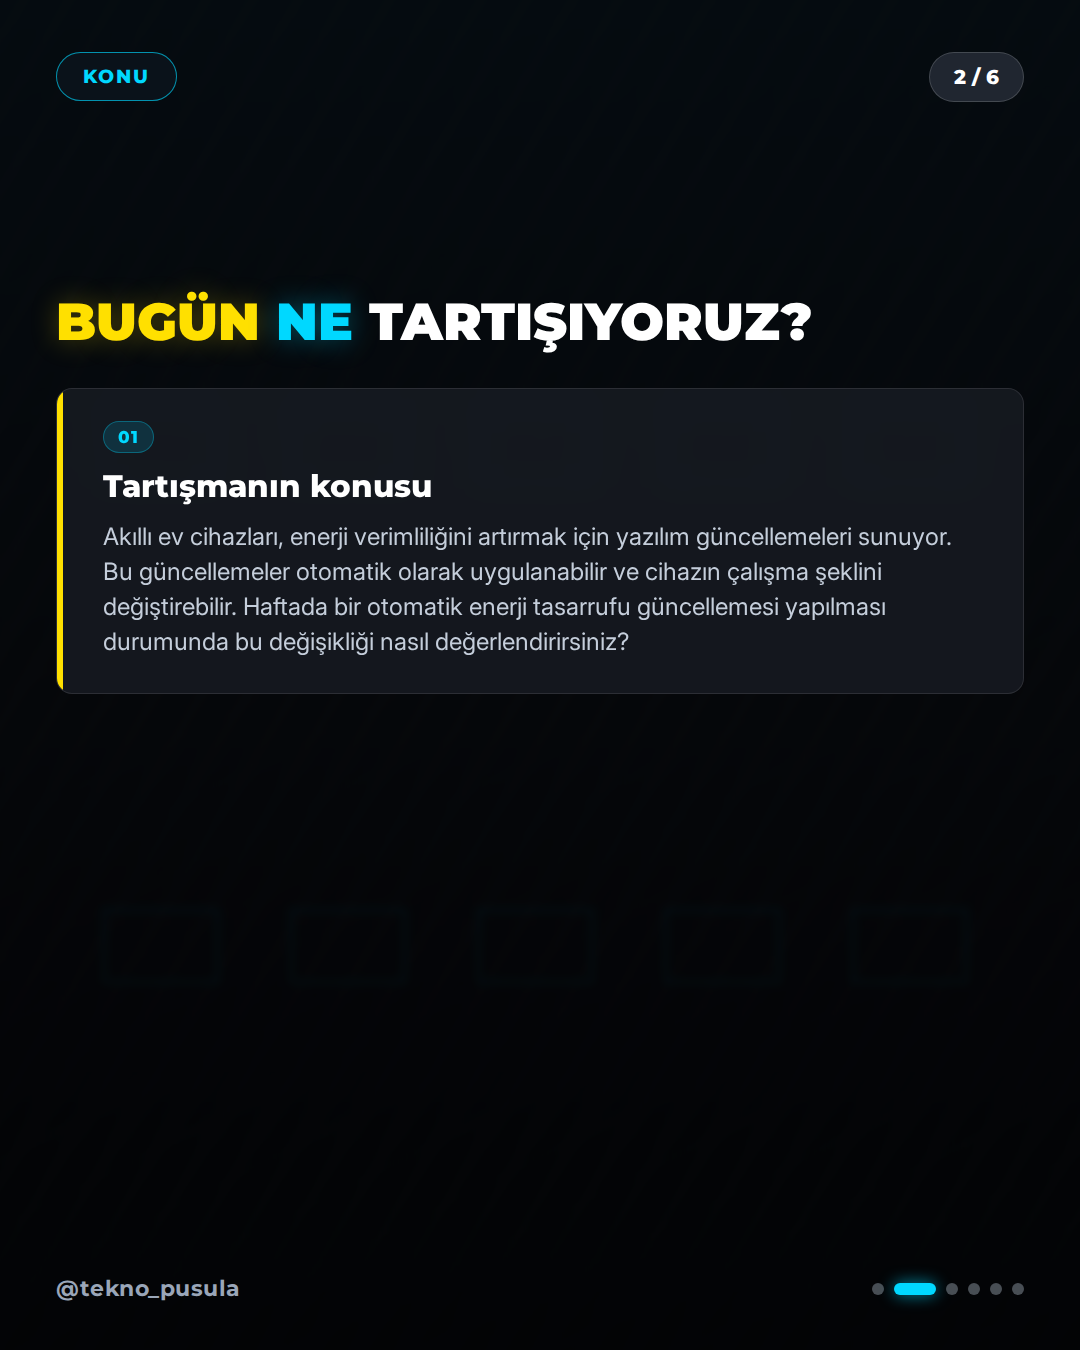 KONU
2 / 6
BUGÜN NE TARTIŞIYORUZ?
01
Tartışmanın konusu
Akıllı ev cihazları, enerji verimliliğini artırmak için yazılım güncellemeleri sunuyor.
Bu güncellemeler otomatik olarak uygulanabilir ve cihazın çalışma şeklini
değiştirebilir. Haftada bir otomatik enerji tasarrufu güncellemesi yapılması
durumunda bu değişikliği nasıl değerlendirirsiniz?
@tekno_pusula